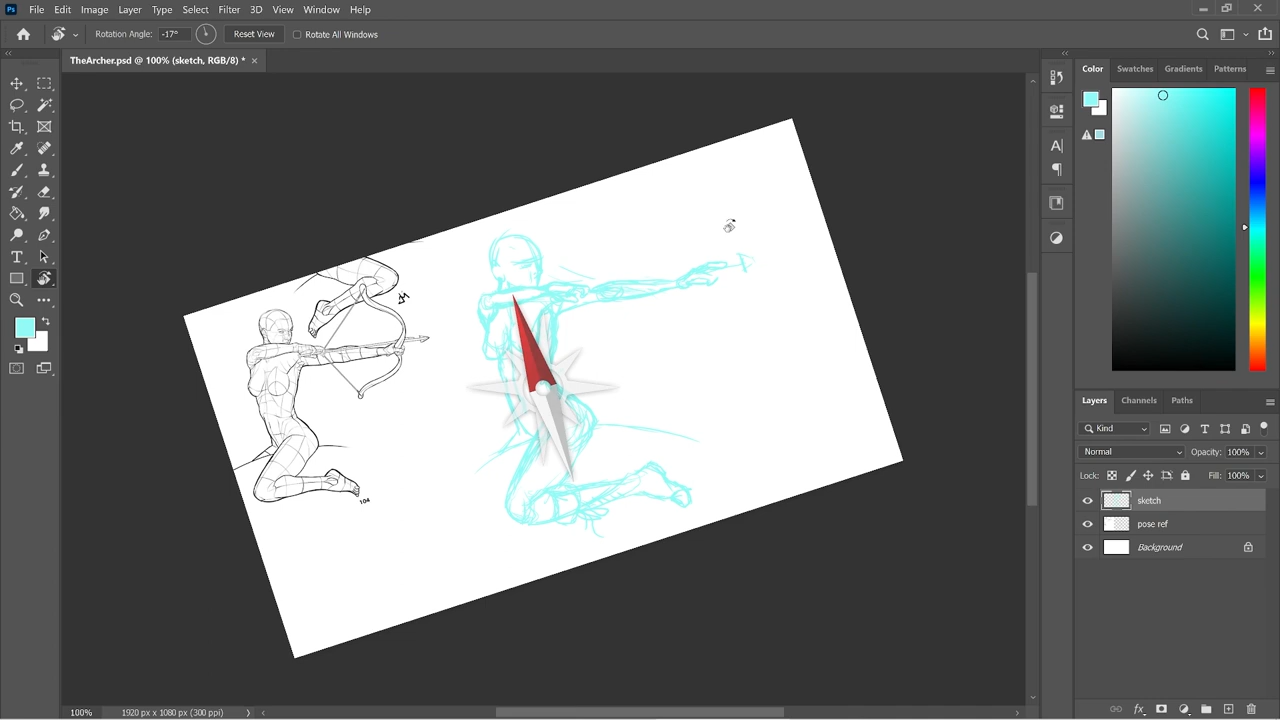 Ps File Edit Image Layer Type Select Filter 3D View Window Help
Rotation Angle: -17° Reset View Rotate All Windows
TheArcher.psd @ 100% (sketch, RGB/8) *
Color Swatches Gradients Patterns
104
Layers Channels Paths
Kind
Normal Opacity: 100%
Lock: Fill: 100%
sketch
pose ref
Background
100% 1920 px x 1080 px (300 ppi)